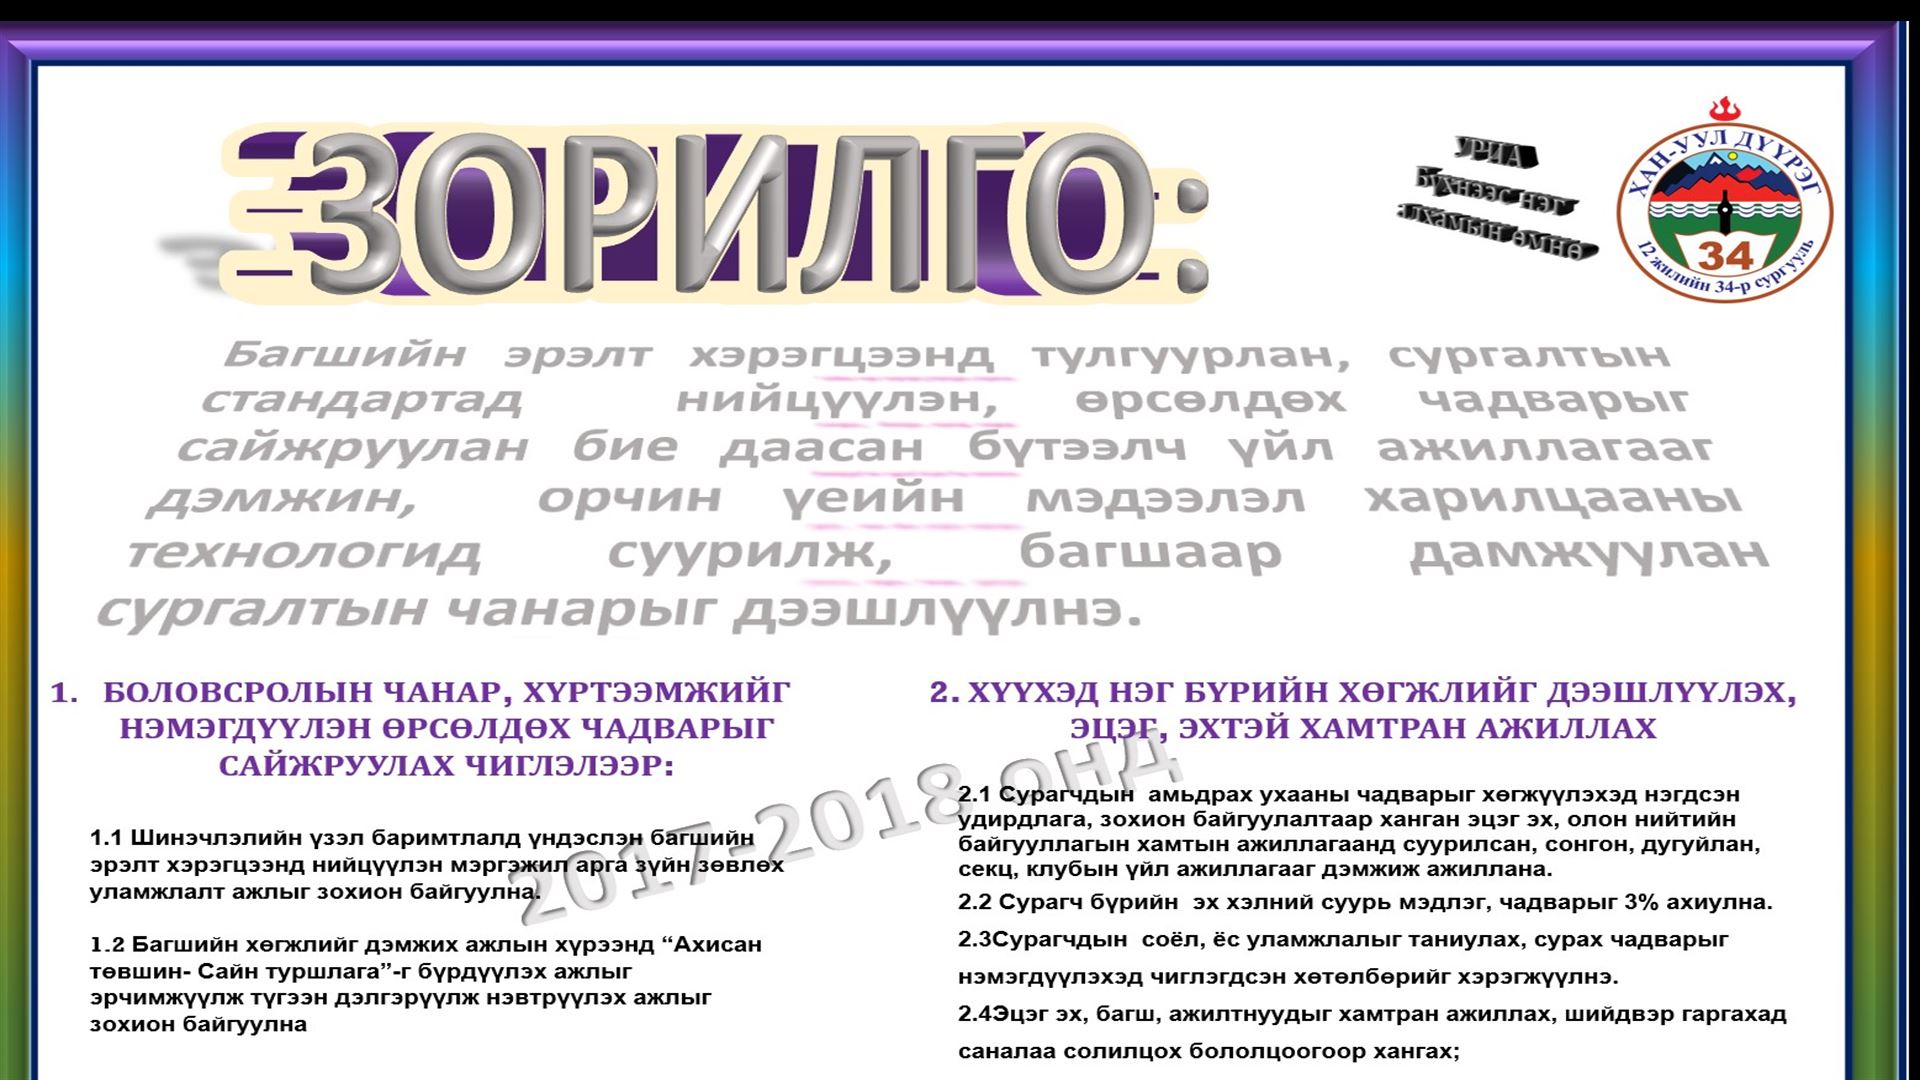 ЗОРИЛГО:
УРИА
Бүхнээс нэг
алхамын өмнө
ХАН-УУЛ ДҮҮРЭГ
34
12 жилийн 34-р сургууль
Багшийн эрэлт хэрэгцээнд тулгуурлан, сургалтын
стандартад нийцүүлэн, өрсөлдөх чадварыг
сайжруулан бие даасан бүтээлч үйл ажиллагааг
дэмжин, орчин үеийн мэдээлэл харилцааны
технологид суурилж, багшаар дамжуулан
сургалтын чанарыг дээшлүүлнэ.
1. БОЛОВСРОЛЫН ЧАНАР, ХҮРТЭЭМЖИЙГ
НЭМЭГДҮҮЛЭН ӨРСӨЛДӨХ ЧАДВАРЫГ
САЙЖРУУЛАХ ЧИГЛЭЛЭЭР:
1.1 Шинэчлэлийн үзэл баримтлалд үндэслэн багшийн
эрэлт хэрэгцээнд нийцүүлэн мэргэжил арга зүйн зөвлөх
уламжлалт ажлыг зохион байгуулна.
1.2 Багшийн хөгжлийг дэмжих ажлын хүрээнд “Ахисан
төвшин- Сайн туршлага”-г бүрдүүлэх ажлыг
эрчимжүүлж түгээн дэлгэрүүлж нэвтрүүлэх ажлыг
зохион байгуулна
2017-2018 онд
2. ХҮҮХЭД НЭГ БҮРИЙН ХӨГЖЛИЙГ ДЭЭШЛҮҮЛЭХ,
ЭЦЭГ, ЭХТЭЙ ХАМТРАН АЖИЛЛАХ
2.1 Сурагчдын амьдрах ухааны чадварыг хөгжүүлэхэд нэгдсэн
удирдлага, зохион байгуулалтаар ханган эцэг эх, олон нийтийн
байгууллагын хамтын ажиллагаанд суурилсан, сонгон, дугуйлан,
секц, клубын үйл ажиллагааг дэмжиж ажиллана.
2.2 Сурагч бүрийн эх хэлний суурь мэдлэг, чадварыг 3% ахиулна.
2.3Сурагчдын соёл, ёс уламжлалыг таниулах, сурах чадварыг
нэмэгдүүлэхэд чиглэгдсэн хөтөлбөрийг хэрэгжүүлнэ.
2.4Эцэг эх, багш, ажилтнуудыг хамтран ажиллах, шийдвэр гаргахад
саналаа солилцох бололцоогоор хангах;